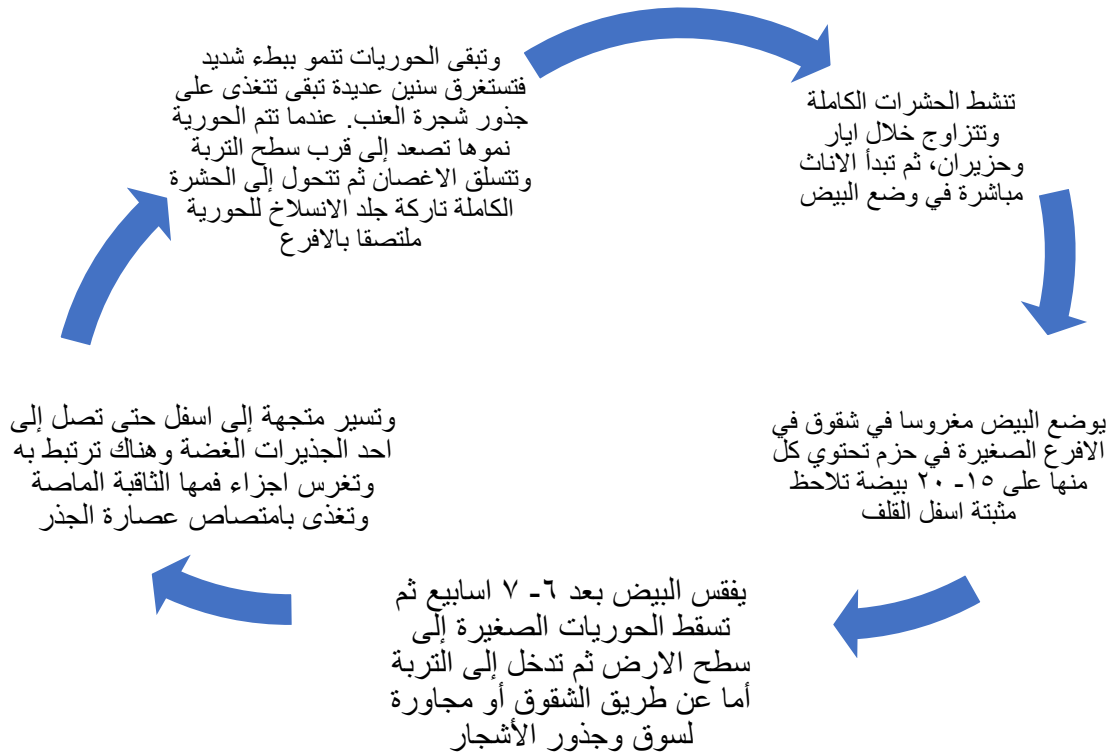 تنشط الحشرات الكاملة
وتتزاوج خلال ايار
وحزيران، ثم تبدأ الاناث
مباشرة في وضع البيض
يوضع البيض مغروسا في شقوق في
الافرع الصغيرة في حزم تحتوي كل
منها على ١٥- ٢٠ بيضة تلاحظ
مثبتة اسفل القلف
يفقس البيض بعد ٦- ٧ اسابيع ثم
تسقط الحوريات الصغيرة إلى
سطح الارض ثم تدخل إلى التربة
أما عن طريق الشقوق أو مجاورة
لسوق وجذور الأشجار
وتسير متجهة إلى اسفل حتى تصل إلى
احد الجذيرات الغضة وهناك ترتبط به
وتغرس اجزاء فمها الثاقبة الماصة
وتغذى بامتصاص عصارة الجذر
وتبقى الحوريات تنمو ببطء شديد
فتستغرق سنين عديدة تبقى تتغذى على
جذور شجرة العنب. عندما تتم الحورية
نموها تصعد إلى قرب سطح التربة
وتتسلق الاغصان ثم تتحول إلى الحشرة
الكاملة تاركة جلد الانسلاخ للحورية
ملتصقا بالافرع